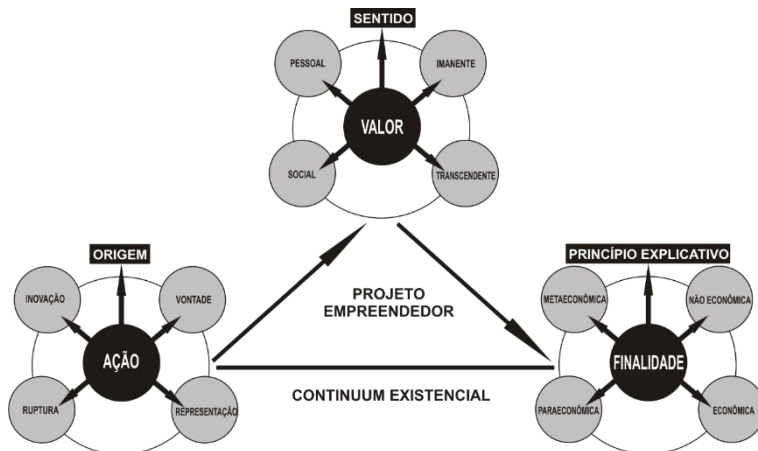 SENTIDO
PESSOAL
IMANENTE
VALOR
SOCIAL
TRANSCENDENTE
ORIGEM
INOVAÇÃO
VONTADE
AÇÃO
RUPTURA
REPRESENTAÇÃO
PROJETO
EMPREENDEDOR
CONTINUUM EXISTENCIAL
PRINCÍPIO EXPLICATIVO
METAECONÔMICA
NÃO ECONÔMICA
FINALIDADE
PARAECONÔMICA
ECONÔMICA